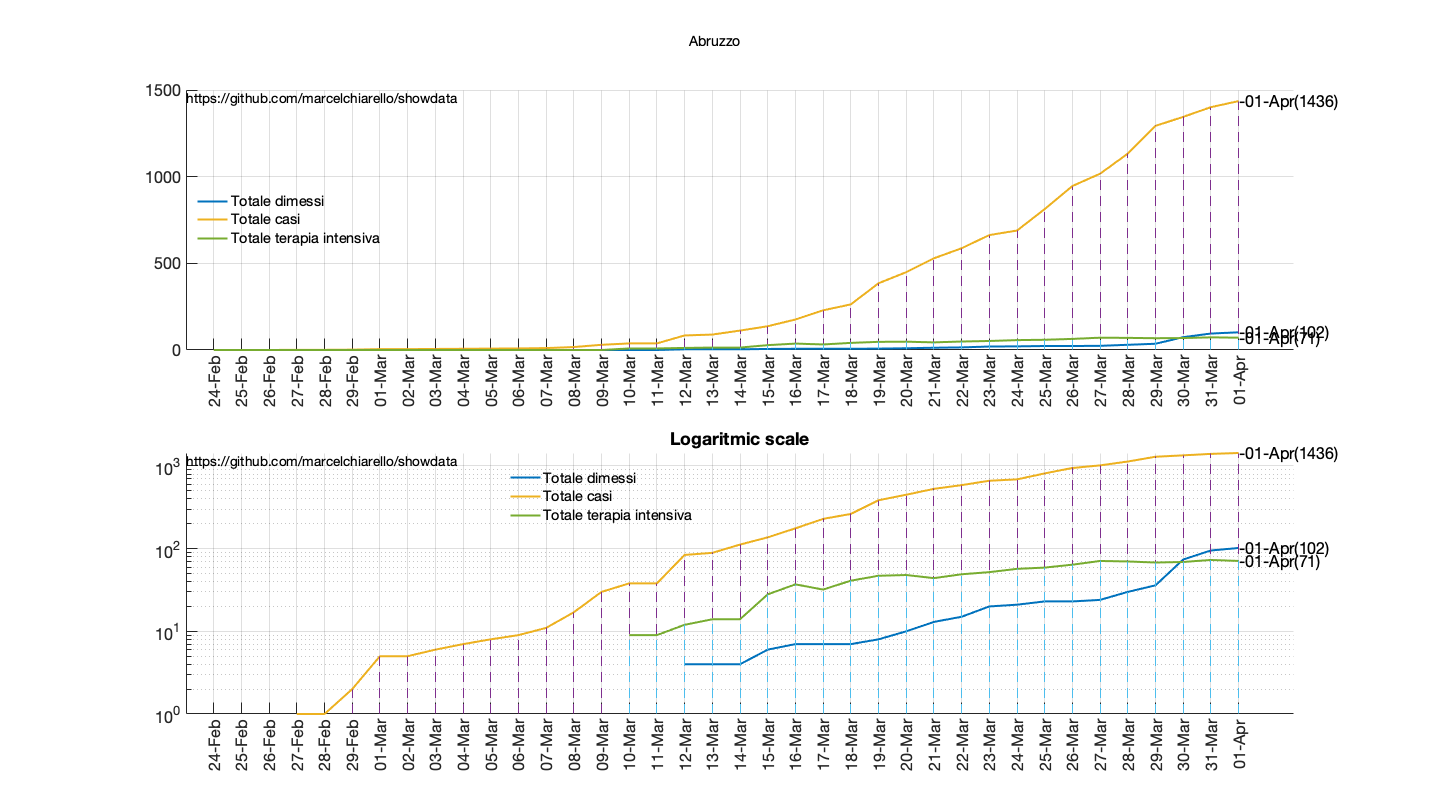 Abruzzo
1500
https://github.com/marcelchiarello/showdata
-01-Apr(1436)
1000
Totale dimessi
Totale casi
Totale terapia intensiva
500
-01-Apr(102)
-01-Apr(71)
0
24-Feb
25-Feb
26-Feb
27-Feb
28-Feb
29-Feb
01-Mar
02-Mar
03-Mar
04-Mar
05-Mar
06-Mar
07-Mar
08-Mar
09-Mar
10-Mar
11-Mar
12-Mar
13-Mar
14-Mar
15-Mar
16-Mar
17-Mar
18-Mar
19-Mar
20-Mar
21-Mar
22-Mar
23-Mar
24-Mar
25-Mar
26-Mar
27-Mar
28-Mar
29-Mar
30-Mar
31-Mar
01-Apr
Logaritmic scale
10³
https://github.com/marcelchiarello/showdata
-01-Apr(1436)
Totale dimessi
Totale casi
Totale terapia intensiva
10²
-01-Apr(102)
-01-Apr(71)
10¹
10⁰
24-Feb
25-Feb
26-Feb
27-Feb
28-Feb
29-Feb
01-Mar
02-Mar
03-Mar
04-Mar
05-Mar
06-Mar
07-Mar
08-Mar
09-Mar
10-Mar
11-Mar
12-Mar
13-Mar
14-Mar
15-Mar
16-Mar
17-Mar
18-Mar
19-Mar
20-Mar
21-Mar
22-Mar
23-Mar
24-Mar
25-Mar
26-Mar
27-Mar
28-Mar
29-Mar
30-Mar
31-Mar
01-Apr